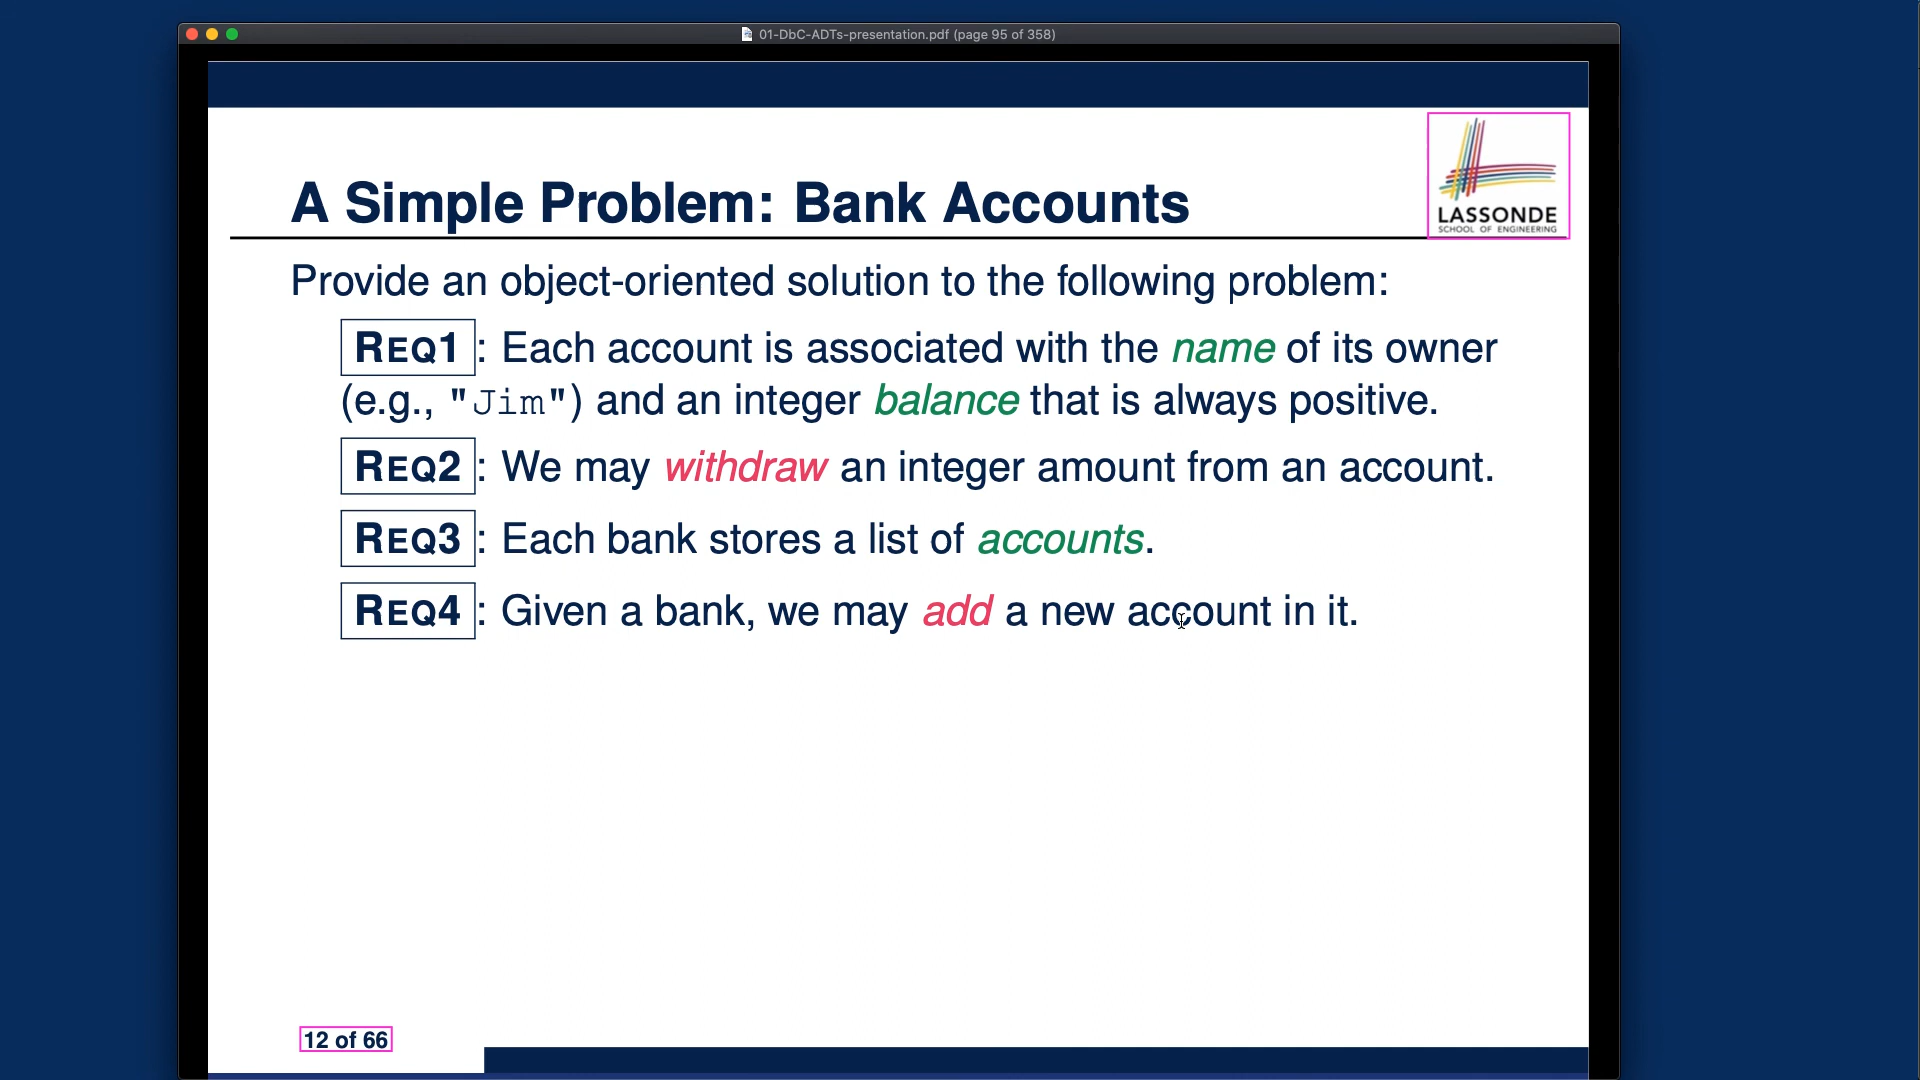 01-DbC-ADTs-presentation.pdf (page 95 of 358)
LASSONDE
SCHOOL OF ENGINEERING
A Simple Problem: Bank Accounts
Provide an object-oriented solution to the following problem:
REQ1 : Each account is associated with the name of its owner
(e.g., "Jim") and an integer balance that is always positive.
REQ2 : We may withdraw an integer amount from an account.
REQ3 : Each bank stores a list of accounts.
REQ4 : Given a bank, we may add a new account in it.
12 of 66